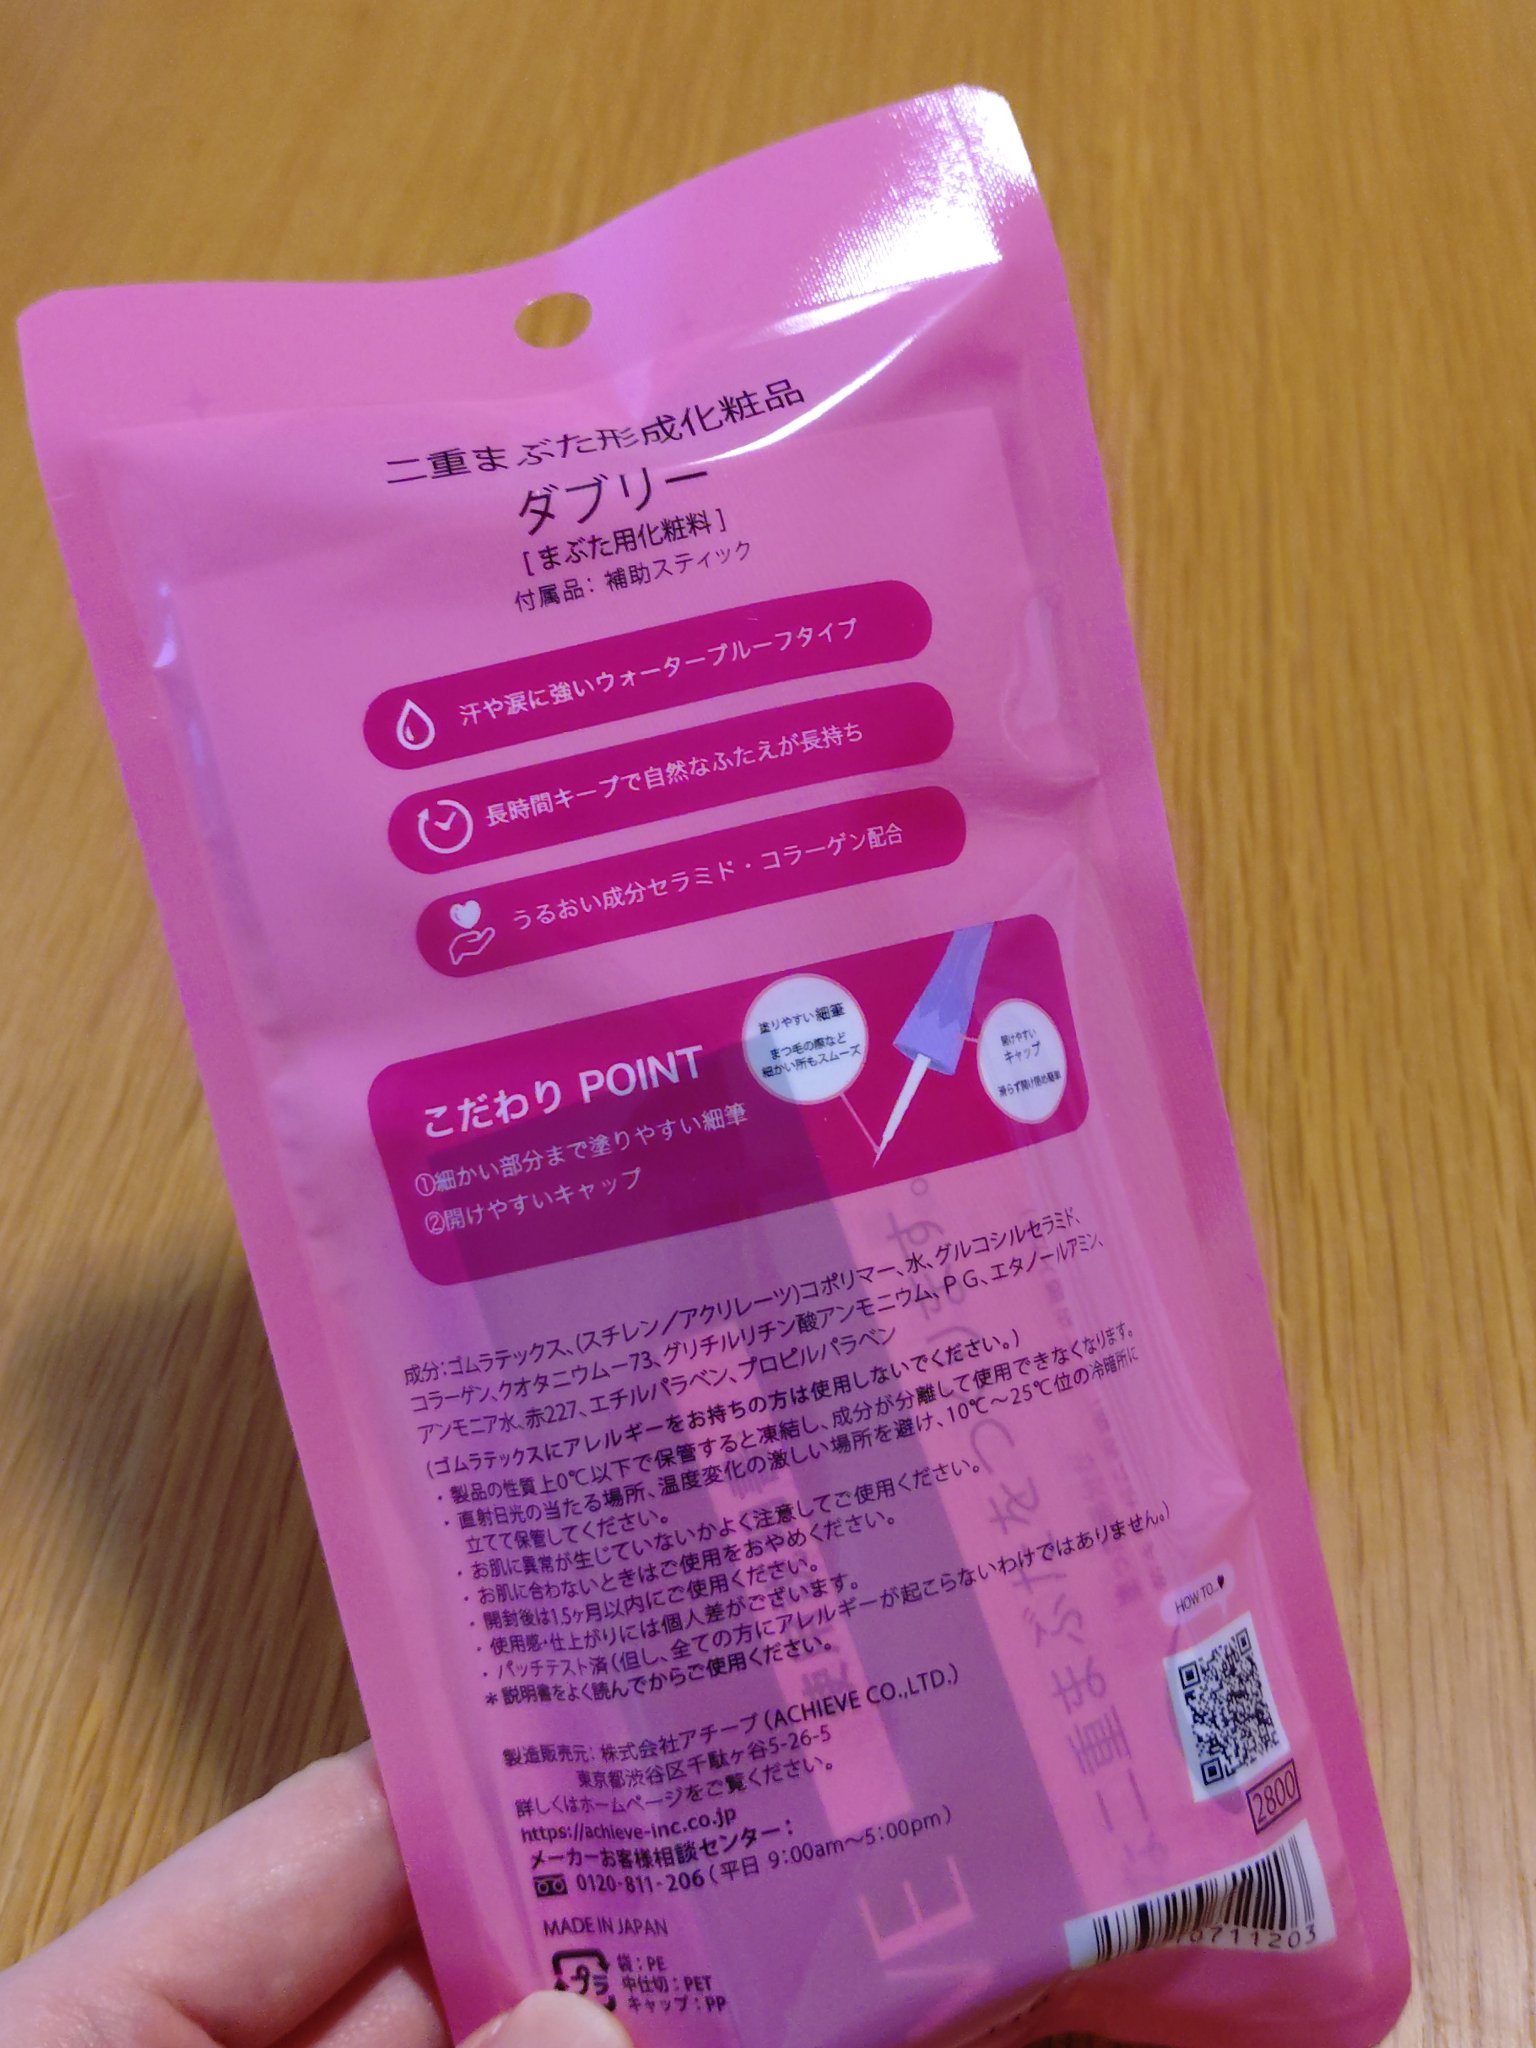 二重まぶた形成化粧品
ダブリー
[まぶた用化粧料]
付属品：補助スティック
汗や涙に強いウォータープルーフタイプ
長時間キープで自然なふたえが長持ち
うるおい成分セラミド・コラーゲン配合
こだわり POINT
①細かい部分まで塗りやすい細筆
②開けやすいキャップ
塗りやすい細筆
まつ毛の際など
細かい所もスムーズ
開けやすい
キャップ
滑らず開け閉め簡単
成分：ゴムラテックス、(スチレン／アクリレーツ)コポリマー、水、グルコシルセラミド、
コラーゲン、クオタニウム－73、グリチルリチン酸アンモニウム、PG、エタノールアミン、
アンモニア水、赤227、エチルパラベン、プロピルパラベン
(ゴムラテックスにアレルギーをお持ちの方は使用しないでください。)
・製品の性質上0℃以下で保管すると凍結し、成分が分離して使用できなくなります。
・直射日光の当たる場所、温度変化の激しい場所を避け、10℃～25℃位の冷暗所に
立てて保管してください。
・お肌に異常が生じていないかよく注意してご使用ください。
・お肌に合わないときはご使用をおやめください。
・開封後は1.5ヶ月以内にご使用ください。
・使用感・仕上がりには個人差がございます。
・パッチテスト済(但し、全ての方にアレルギーが起こらないわけではありません。)
＊説明書をよく読んでからご使用ください。
HOW TO...♥
2800
製造販売元：株式会社アチーブ(ACHIEVE CO.,LTD.)
東京都渋谷区千駄ヶ谷5-26-5
詳しくはホームページをご覧ください。
https://achieve-inc.co.jp
メーカーお客様相談センター：
0120-811-206(平日 9:00am～5:00pm)
MADE IN JAPAN
プラ
袋：PE
中仕切：PET
キャップ：PP
6711203